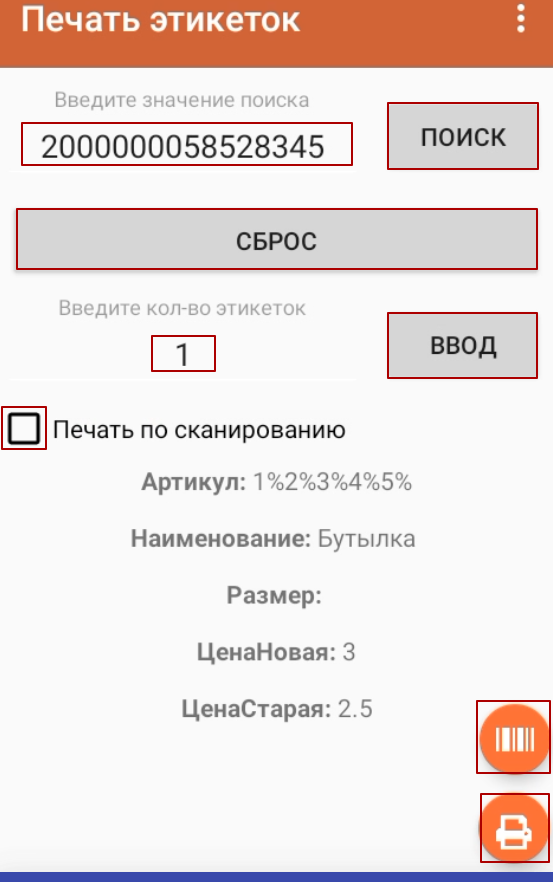 Печать этикеток
Введите значение поиска
2000000058528345
ПОИСК
СБРОС
Введите кол-во этикеток
1
ВВОД
Печать по сканированию
Артикул: 1%2%3%4%5%
Наименование: Бутылка
Размер:
ЦенаНовая: 3
ЦенаСтарая: 2.5